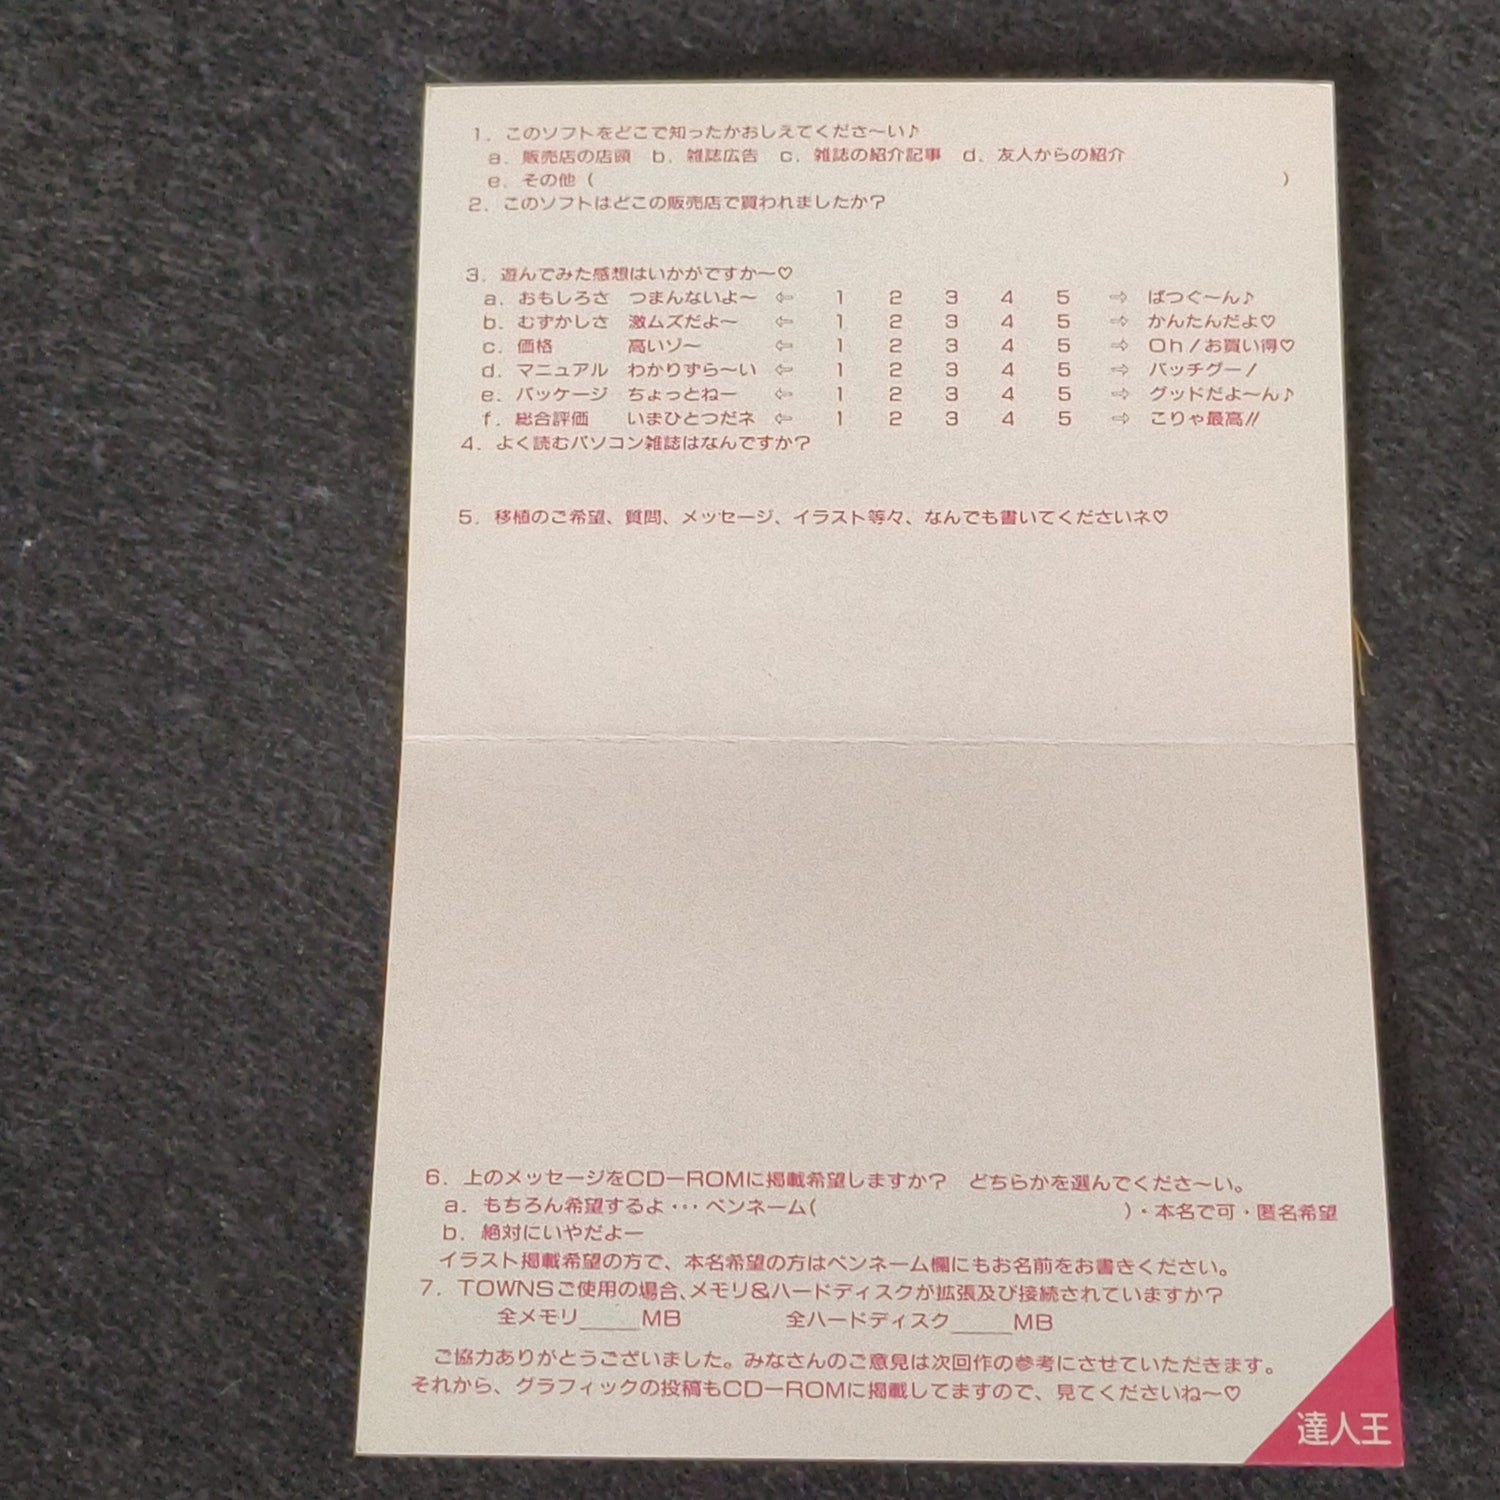 1．このソフトをどこで知ったかおしえてくださ〜い♪
a．販売店の店頭　b．雑誌広告　c．雑誌の紹介記事　d．友人からの紹介
e．その他（　　　　　　　　　　）
2．このソフトはどこの販売店で買われましたか？
3．遊んでみた感想はいかがですか〜♡
a．おもしろさ　つまんないよ〜　⇦　1　2　3　4　5　⇨　ばつぐ〜ん♪
b．むずかしさ　激ムズだよ〜　⇦　1　2　3　4　5　⇨　かんたんだよ♡
c．価格　高いゾ〜　⇦　1　2　3　4　5　⇨　Oh！お買い得♡
d．マニュアル　わかりずら〜い　⇦　1　2　3　4　5　⇨　バッチグー！
e．パッケージ　ちょっとねー　⇦　1　2　3　4　5　⇨　グッドだよ〜ん♪
f．総合評価　いまひとつだネ　⇦　1　2　3　4　5　⇨　こりゃ最高!!
4．よく読むパソコン雑誌はなんですか？
5．移植のご希望、質問、メッセージ、イラスト等々、なんでも書いてくださいネ♡
6．上のメッセージをCD－ROMに掲載希望しますか？　どちらかを選んでくださ〜い。
a．もちろん希望するよ・・・ペンネーム(　　　　　　　　　　)・本名で可・匿名希望
b．絶対にいやだよー
イラスト掲載希望の方で、本名希望の方はペンネーム欄にもお名前をお書きください。
7．TOWNSご使用の場合、メモリ&ハードディスクが拡張及び接続されていますか？
全メモリ_____MB　　全ハードディスク_____MB
ご協力ありがとうございました。みなさんのご意見は次回作の参考にさせていただきます。
それから、グラフィックの投稿もCD－ROMに掲載してますので、見てくださいね〜♡
達人王